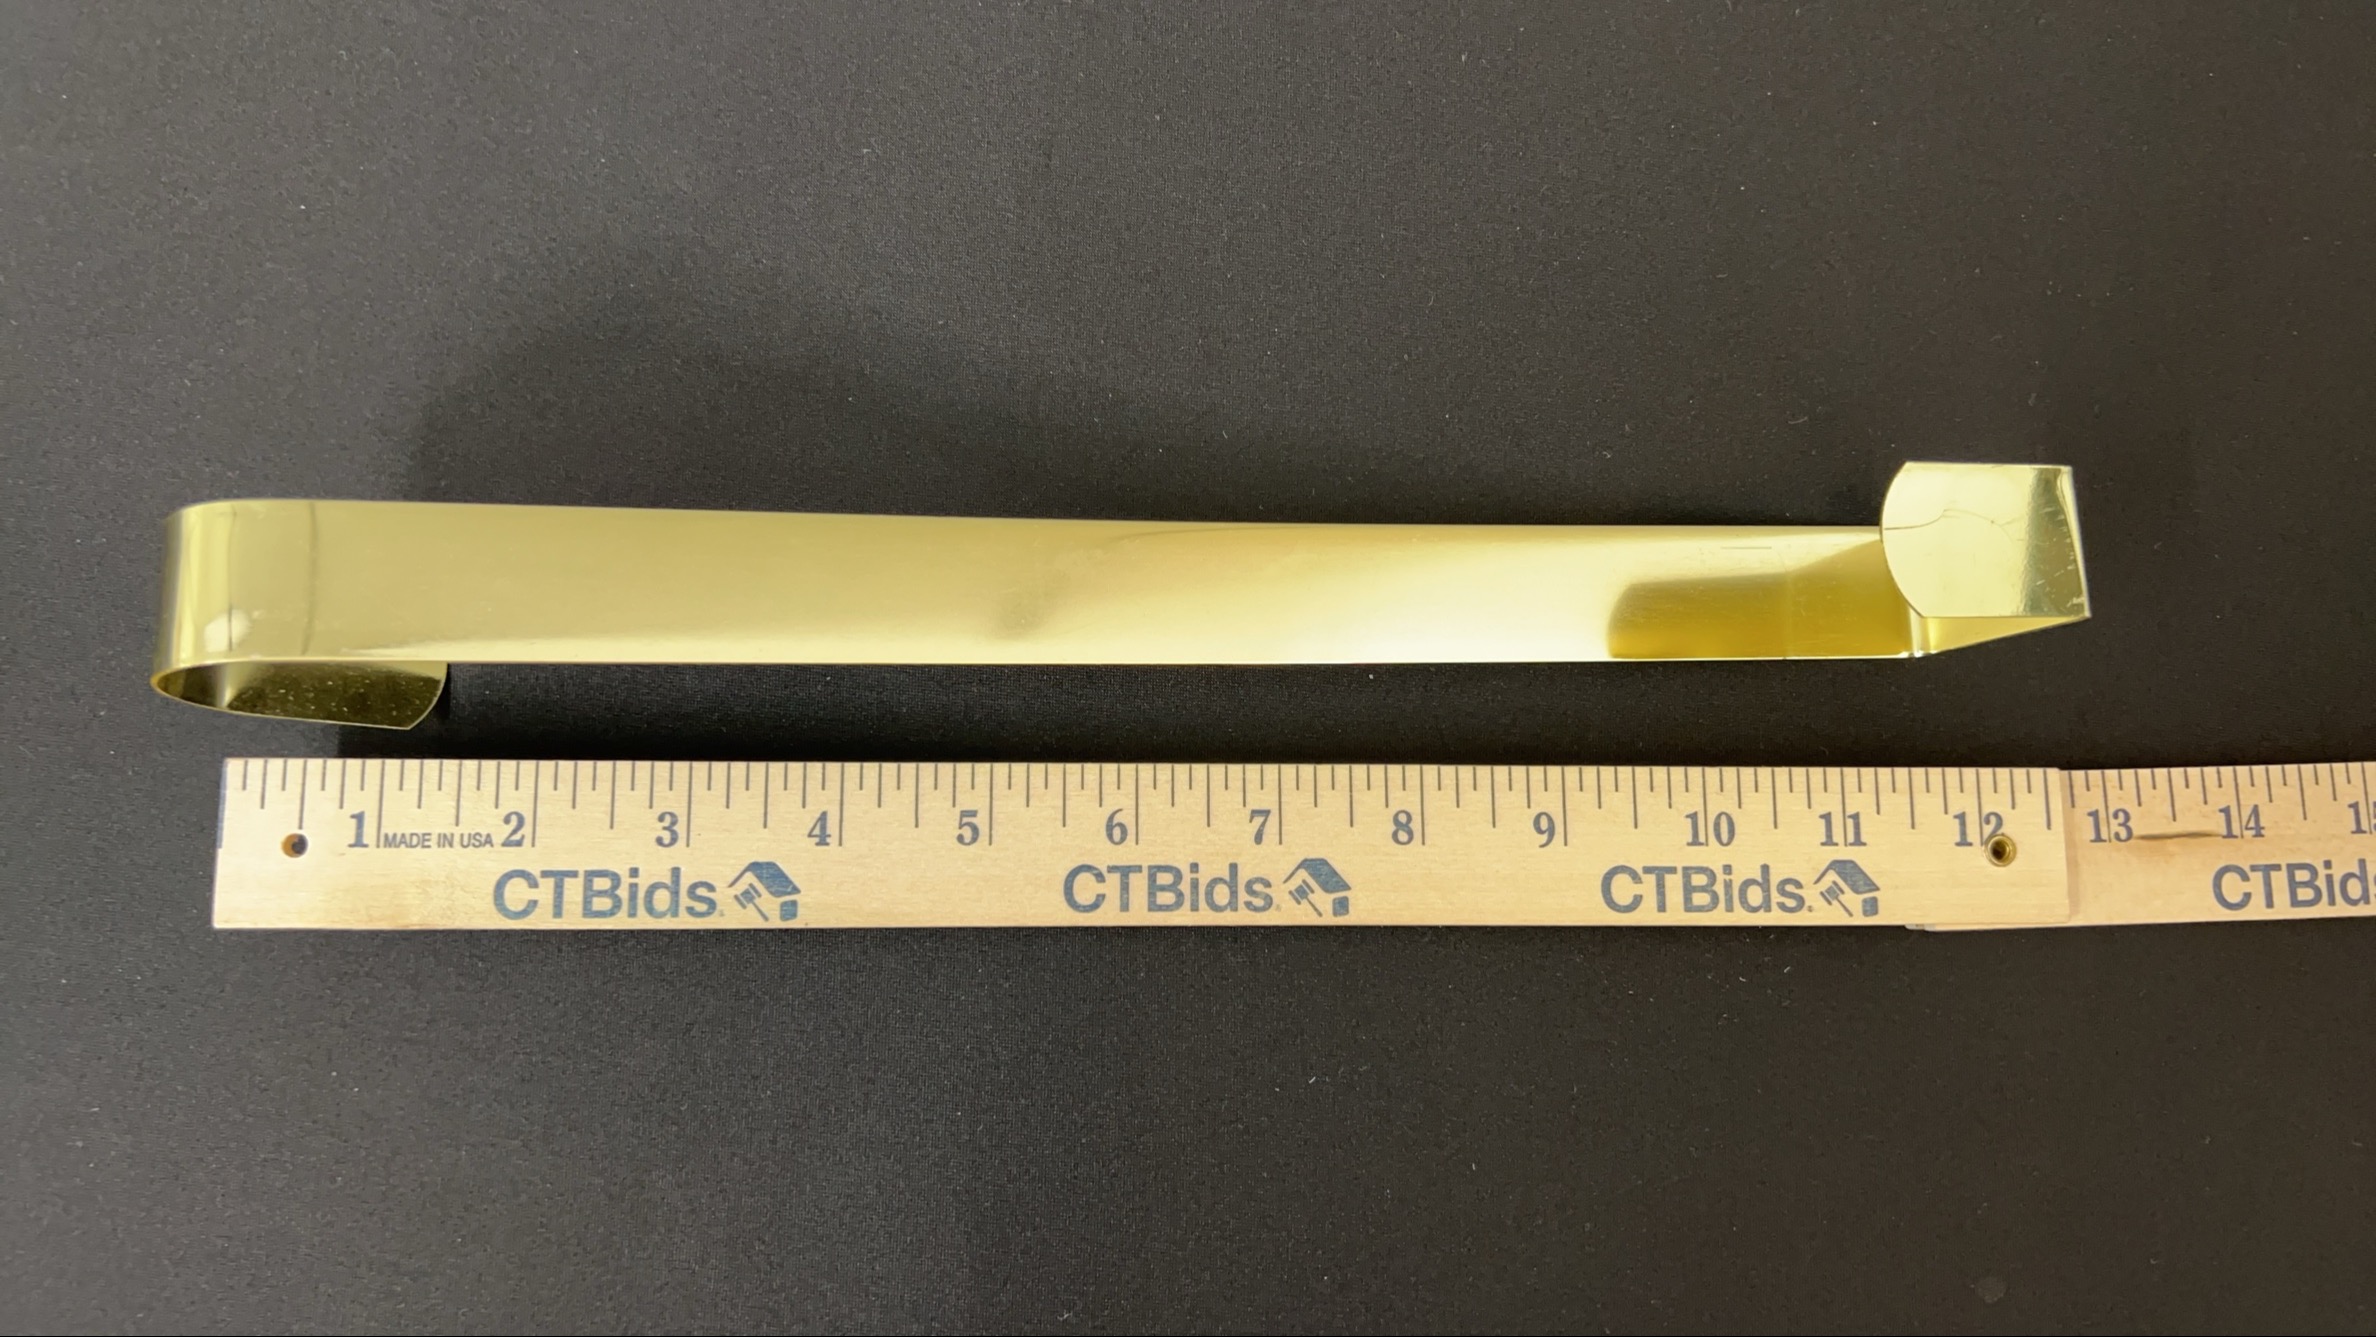 1 MADE IN USA 2 3 4 5 6 7 8 9 10 11 12 13 14
CTBids. CTBids. CTBids. CTBids